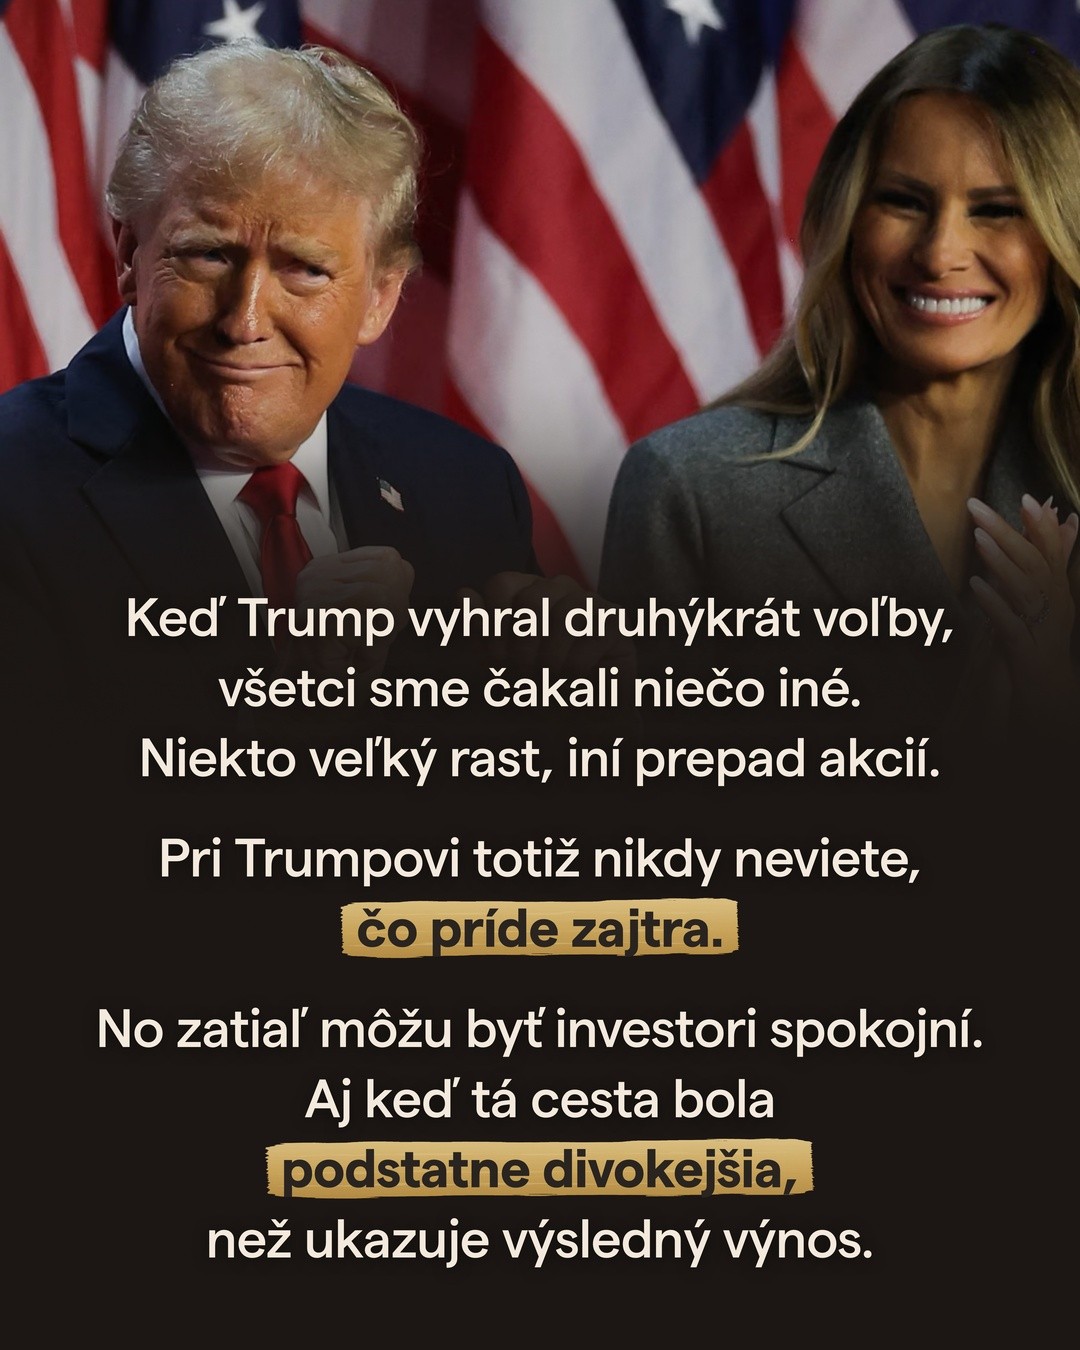 Keď Trump vyhral druhýkrát voľby,
všetci sme čakali niečo iné.
Niekto veľký rast, iní prepad akcií.
Pri Trumpovi totiž nikdy neviete,
čo príde zajtra.
No zatiaľ môžu byť investori spokojní.
Aj keď tá cesta bola
podstatne divokejšia,
než ukazuje výsledný výnos.